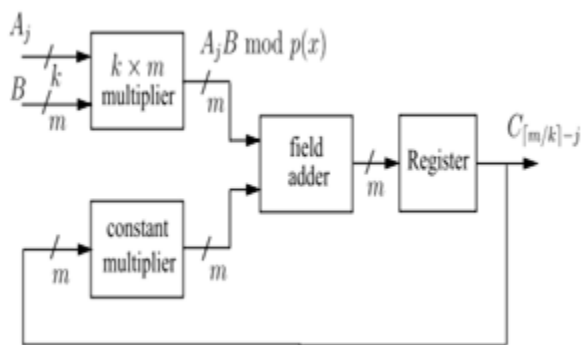 A_j
k
B
m
k × m
multiplier
A_jB mod p(x)
m
field
adder
m
Register
C_{⌈m/k⌉−j}
m
constant
multiplier
m